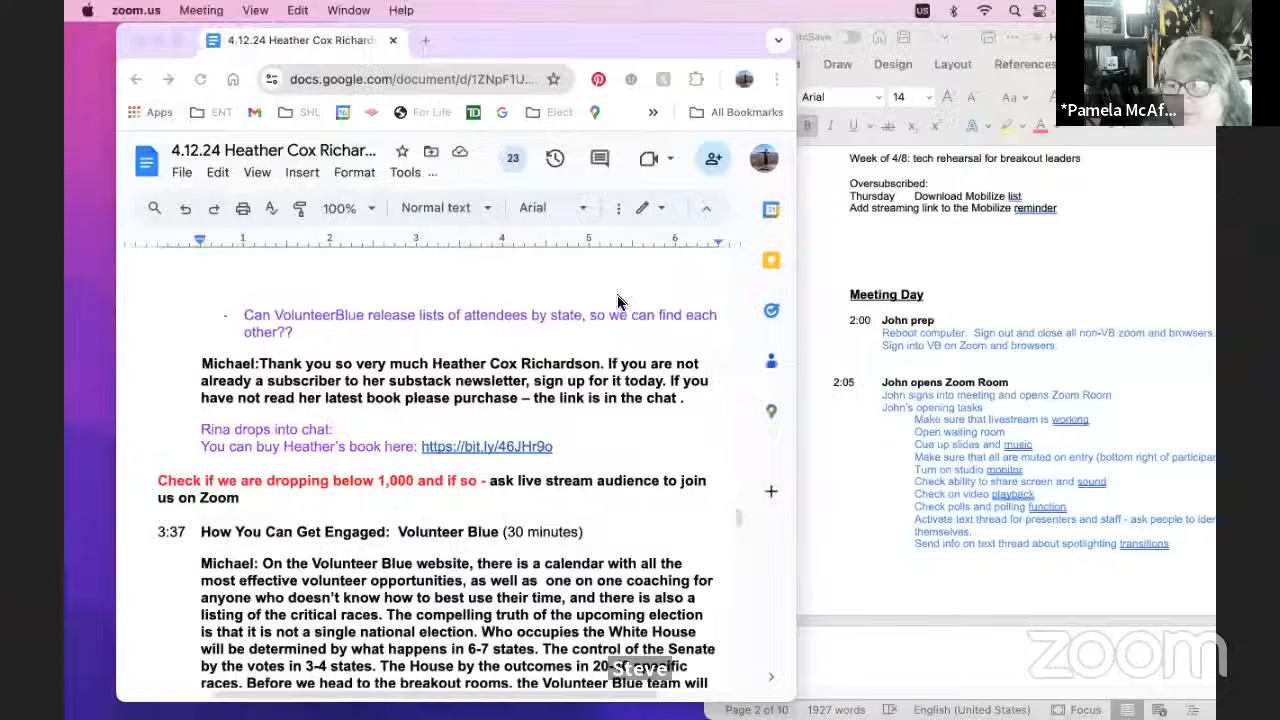 zoom.us Meeting View Edit Window Help US
4.12.24 Heather Cox Richard
docs.google.com/document/d/1ZNpF1U....
Apps ENT SHL For Life Elect » All Bookmarks
4.12.24 Heather Cox Richar...
23
File Edit View Insert Format Tools ...
100% Normal text Arial
1 2 3 4 5 6
- Can VolunteerBlue release lists of attendees by state, so we can find each
other??
Michael:Thank you so very much Heather Cox Richardson. If you are not
already a subscriber to her substack newsletter, sign up for it today. If you
have not read her latest book please purchase – the link is in the chat .
Rina drops into chat:
You can buy Heather's book here: https://bit.ly/46JHr9o
Check if we are dropping below 1,000 and if so - ask live stream audience to join
us on Zoom
3:37 How You Can Get Engaged: Volunteer Blue (30 minutes)
Michael: On the Volunteer Blue website, there is a calendar with all the
most effective volunteer opportunities, as well as one on one coaching for
anyone who doesn't know how to best use their time, and there is also a
listing of the critical races. The compelling truth of the upcoming election
is that it is not a single national election. Who occupies the White House
will be determined by what happens in 6-7 states. The control of the Senate
by the votes in 3-4 states. The House by the outcomes in 20-
races. Before we head to the breakout rooms, the Volunteer Blue team will
Steve
Draw Design Layout References
Arial 14
*Pamela McAf...
Week of 4/8: tech rehearsal for breakout leaders
Oversubscribed:
Thursday Download Mobilize list
Add streaming link to the Mobilize reminder
Meeting Day
2:00 John prep
Reboot computer. Sign out and close all non-VB zoom and browsers.
Sign into VB on Zoom and browsers.
2:05 John opens Zoom Room
John signs into meeting and opens Zoom Room
John's opening tasks
Make sure that livestream is working
Open waiting room
Cue up slides and music
Make sure that all are muted on entry (bottom right of participan
Turn on studio monitor
Check ability to share screen and sound
Check on video playback
Check polls and polling function
Activate text thread for presenters and staff - ask people to iden
themselves.
Send info on text thread about spotlighting transitions
zoom
Page 2 of 10 1927 words English (United States) Focus